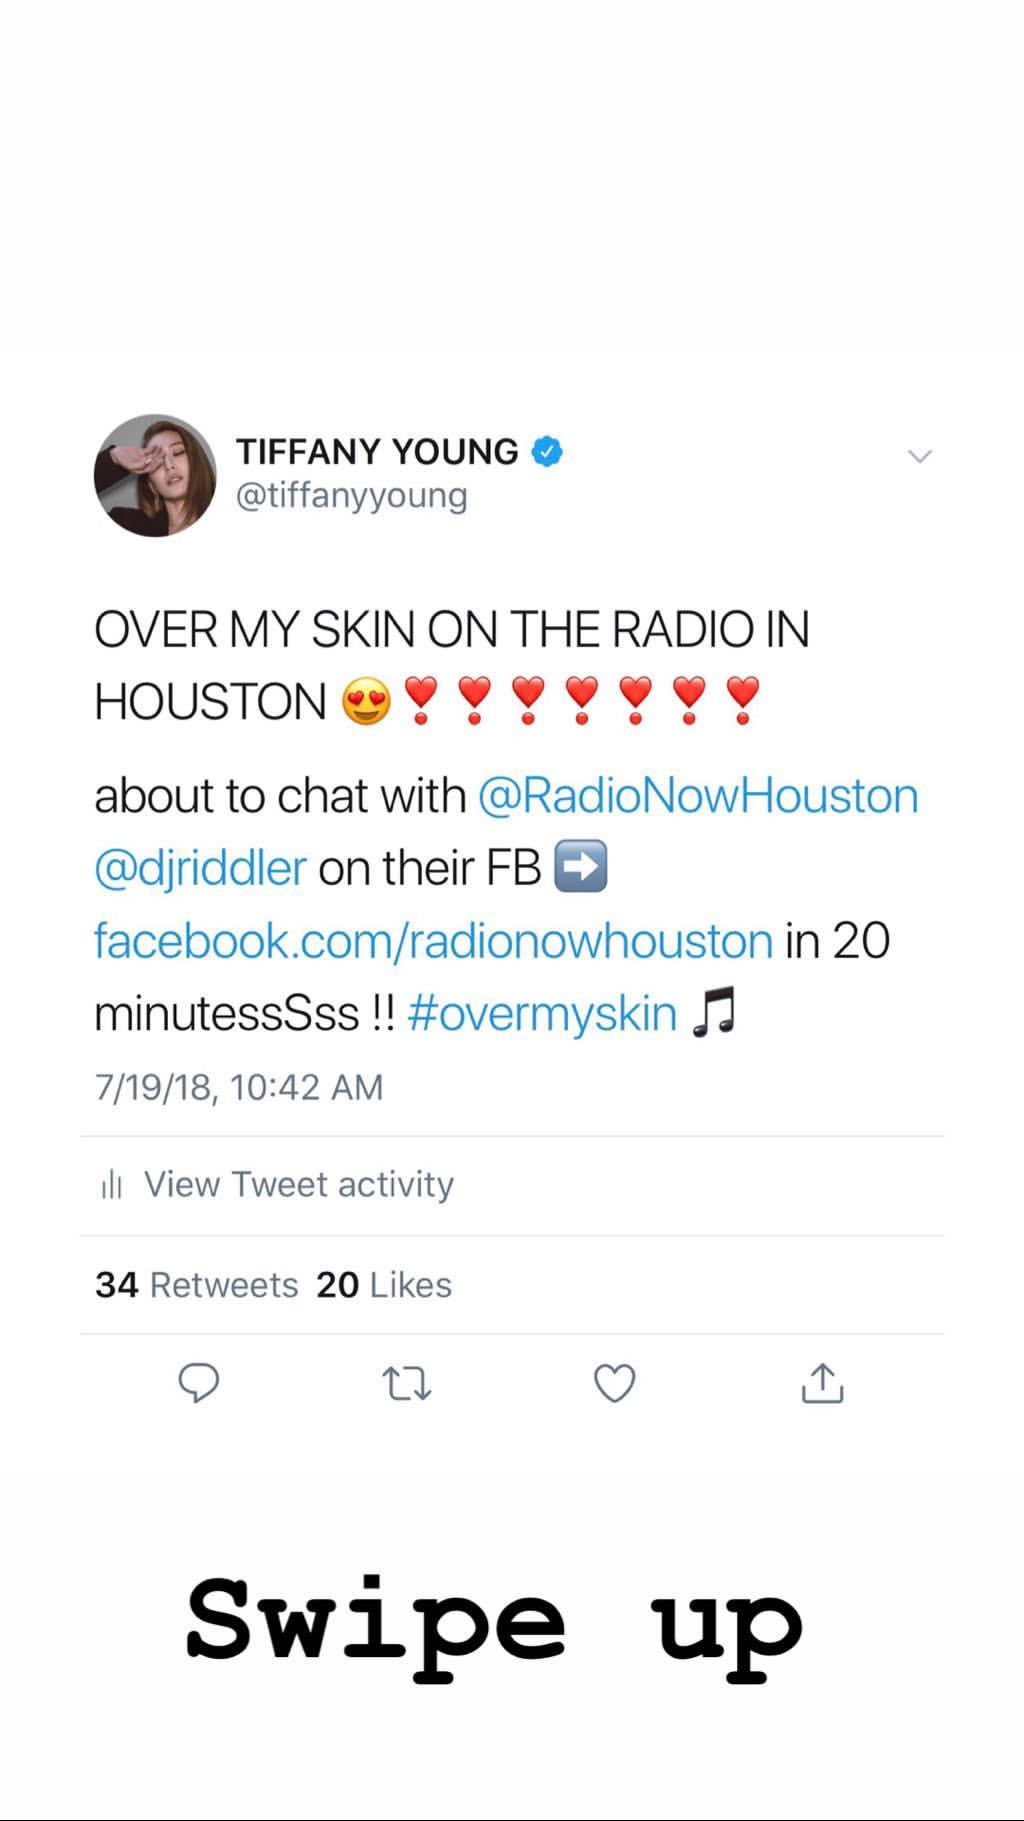 TIFFANY YOUNG
@tiffanyyoung
OVER MY SKIN ON THE RADIO IN
HOUSTON 😍❣️❣️❣️❣️❣️❣️❣️
about to chat with @RadioNowHouston
@djriddler on their FB ➡️
facebook.com/radionowhouston in 20
minutessSss !! #overmyskin 🎵
7/19/18, 10:42 AM
View Tweet activity
34 Retweets 20 Likes
Swipe up